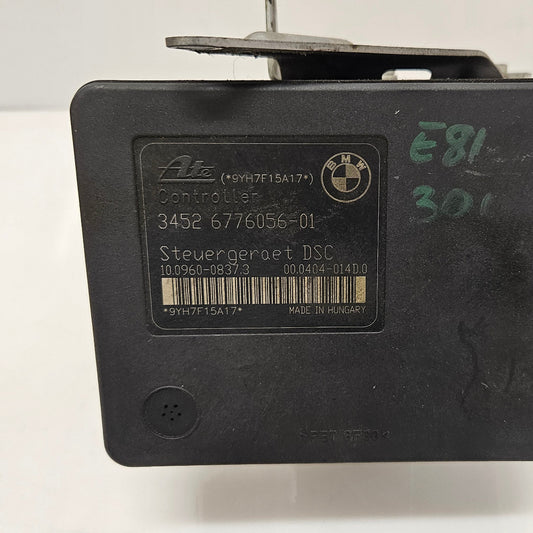 Ate (*9YH7F15A17*)
BMW
Controller
3452 6776056-01
Steuergeraet DSC
10.0960-0837.3 00.0404-014D.0
*9YH7F15A17* MADE IN HUNGARY
E81